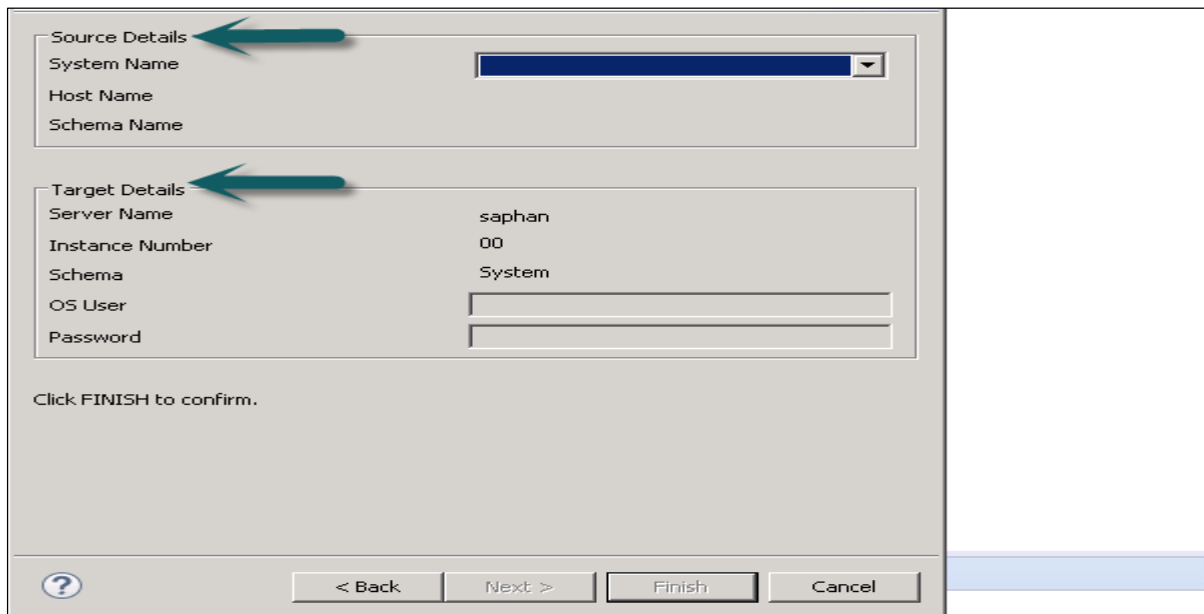 Source Details
System Name
Host Name
Schema Name
Target Details
Server Name saphan
Instance Number 00
Schema System
OS User
Password
Click FINISH to confirm.
? < Back Next > Finish Cancel